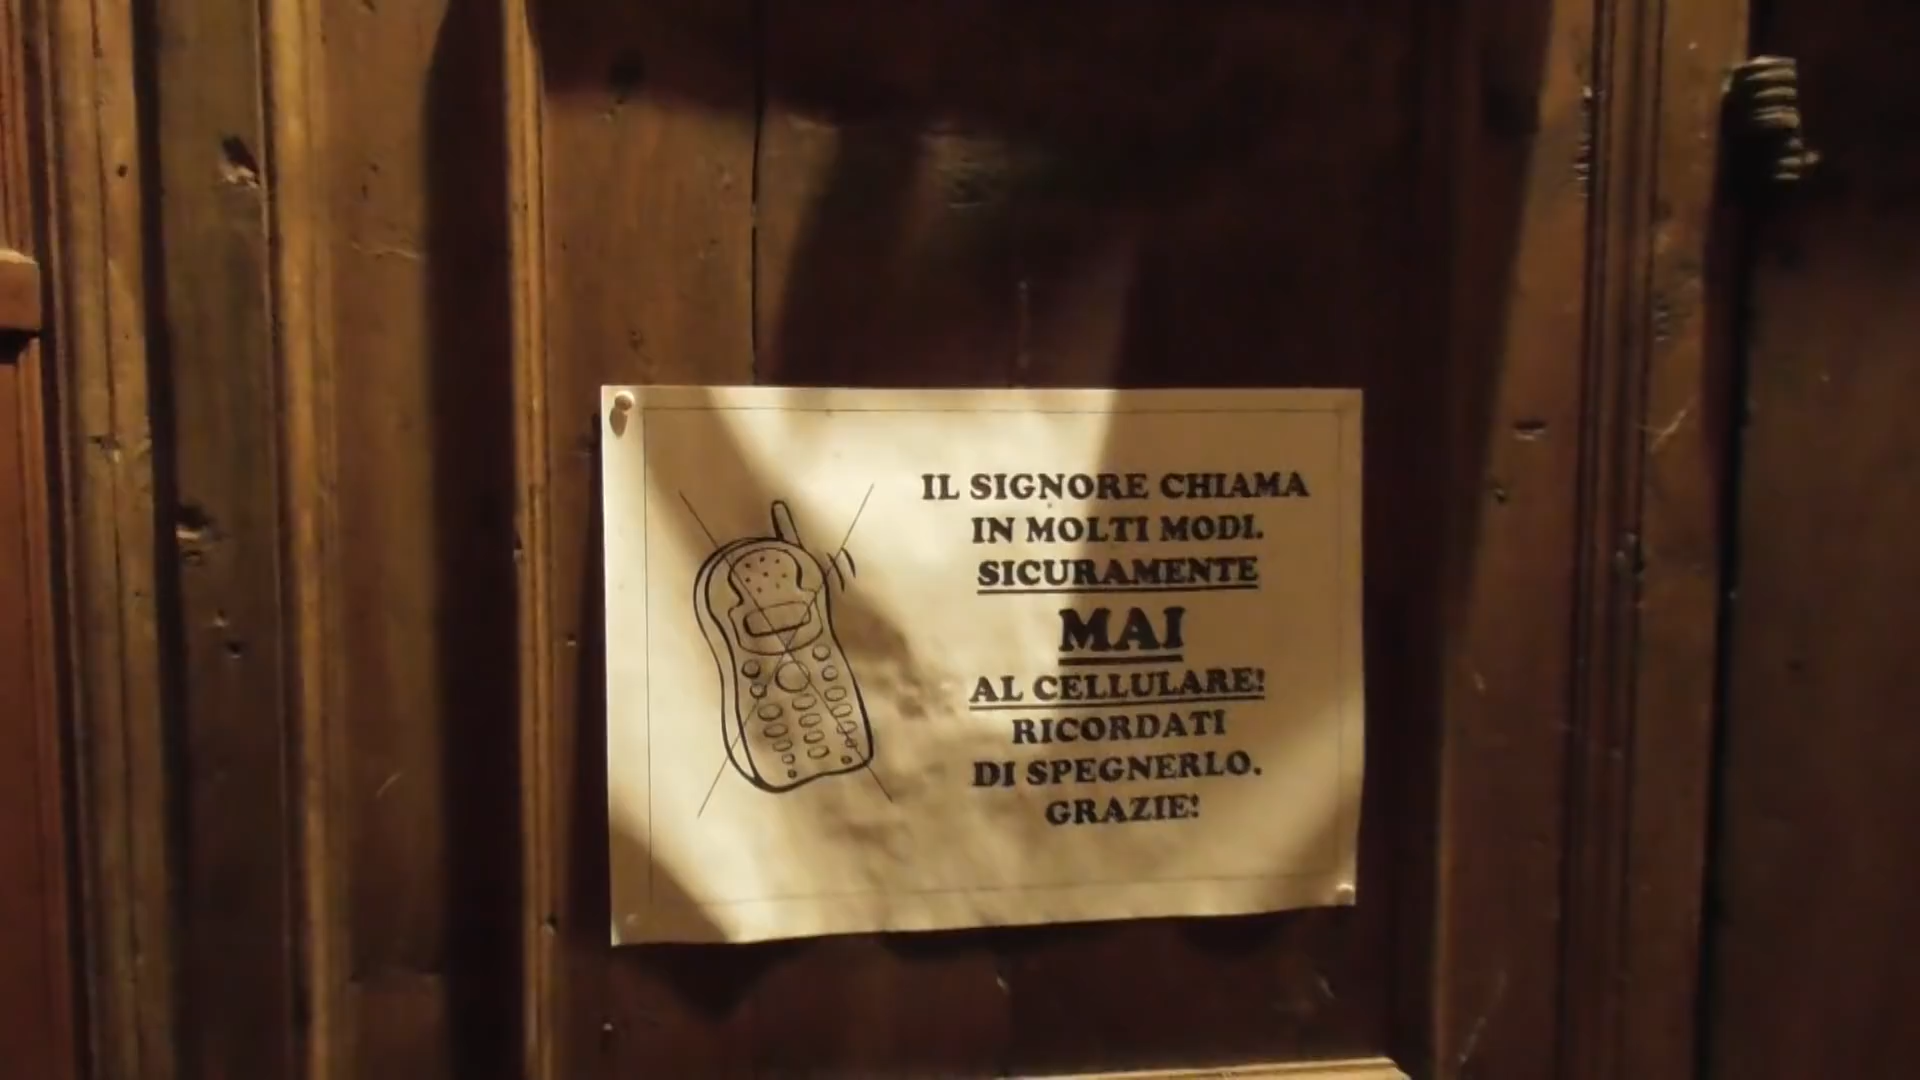 IL SIGNORE CHIAMA
IN MOLTI MODI.
SICURAMENTE
MAI
AL CELLULARE!
RICORDATI
DI SPEGNERLO.
GRAZIE!